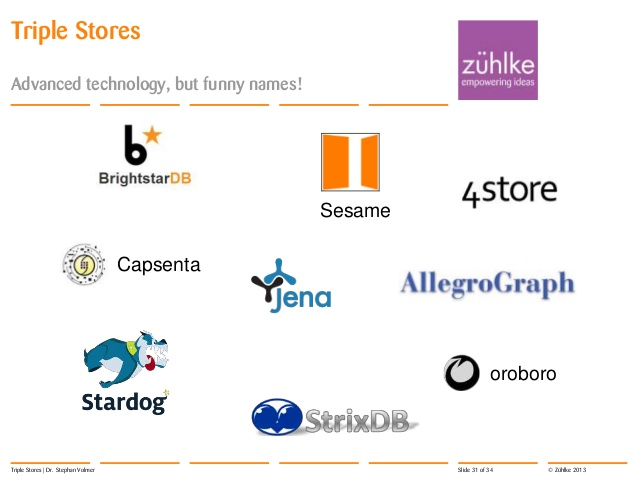 Triple Stores
zühlke
empowering ideas
Advanced technology, but funny names!
b
BrightstarDB
Sesame
4store
Capsenta
jena
AllegroGraph
Stardog
oroboro
StrixDB
Triple Stores | Dr. Stephan Volmer
Slide 31 of 34
© Zühlke 2013